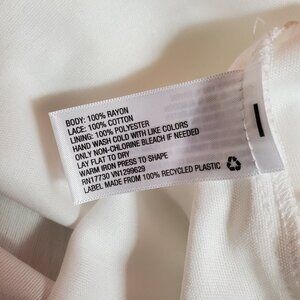 BODY: 100% RAYON
LACE: 100% COTTON
LINING: 100% POLYESTER
HAND WASH COLD WITH LIKE COLORS
ONLY NON-CHLORINE BLEACH IF NEEDED
LAY FLAT TO DRY
WARM IRON PRESS TO SHAPE
RN17730 VN1299629
LABEL MADE FROM 100% RECYCLED PLASTIC